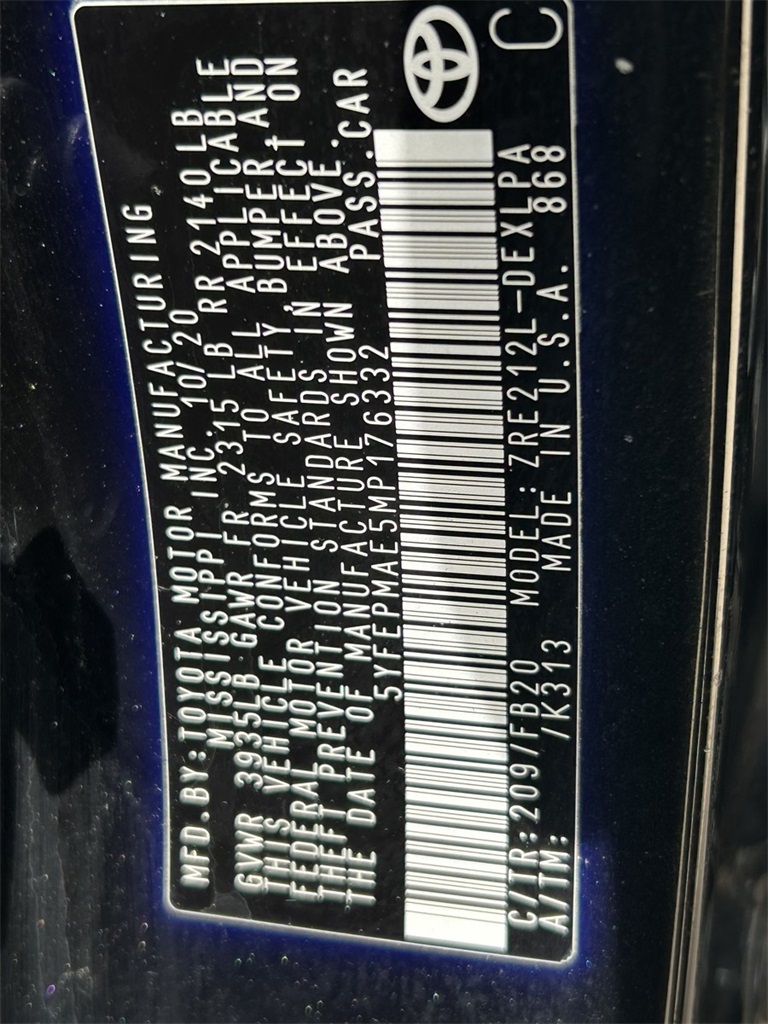 MFD.BY:TOYOTA MOTOR MANUFACTURING
MISSISSIPPI INC. 10/20
GVWR 3935LB GAWR FR 2315 LB RR 2140LB
THIS VEHICLE CONFORMS TO ALL APPLICABLE
FEDERAL MOTOR VEHICLE SAFETY, BUMPER AND
THEFT PREVENTION STANDARDS IN EFFECT ON
THE DATE OF MANUFACTURE SHOWN ABOVE.
5YFEPMAE5MP176332 PASS.CAR
C/TR:209/FB20 MODEL:ZRE212L-DEXLPA
A/TM: /K313 MADE IN U.S.A. 868
C